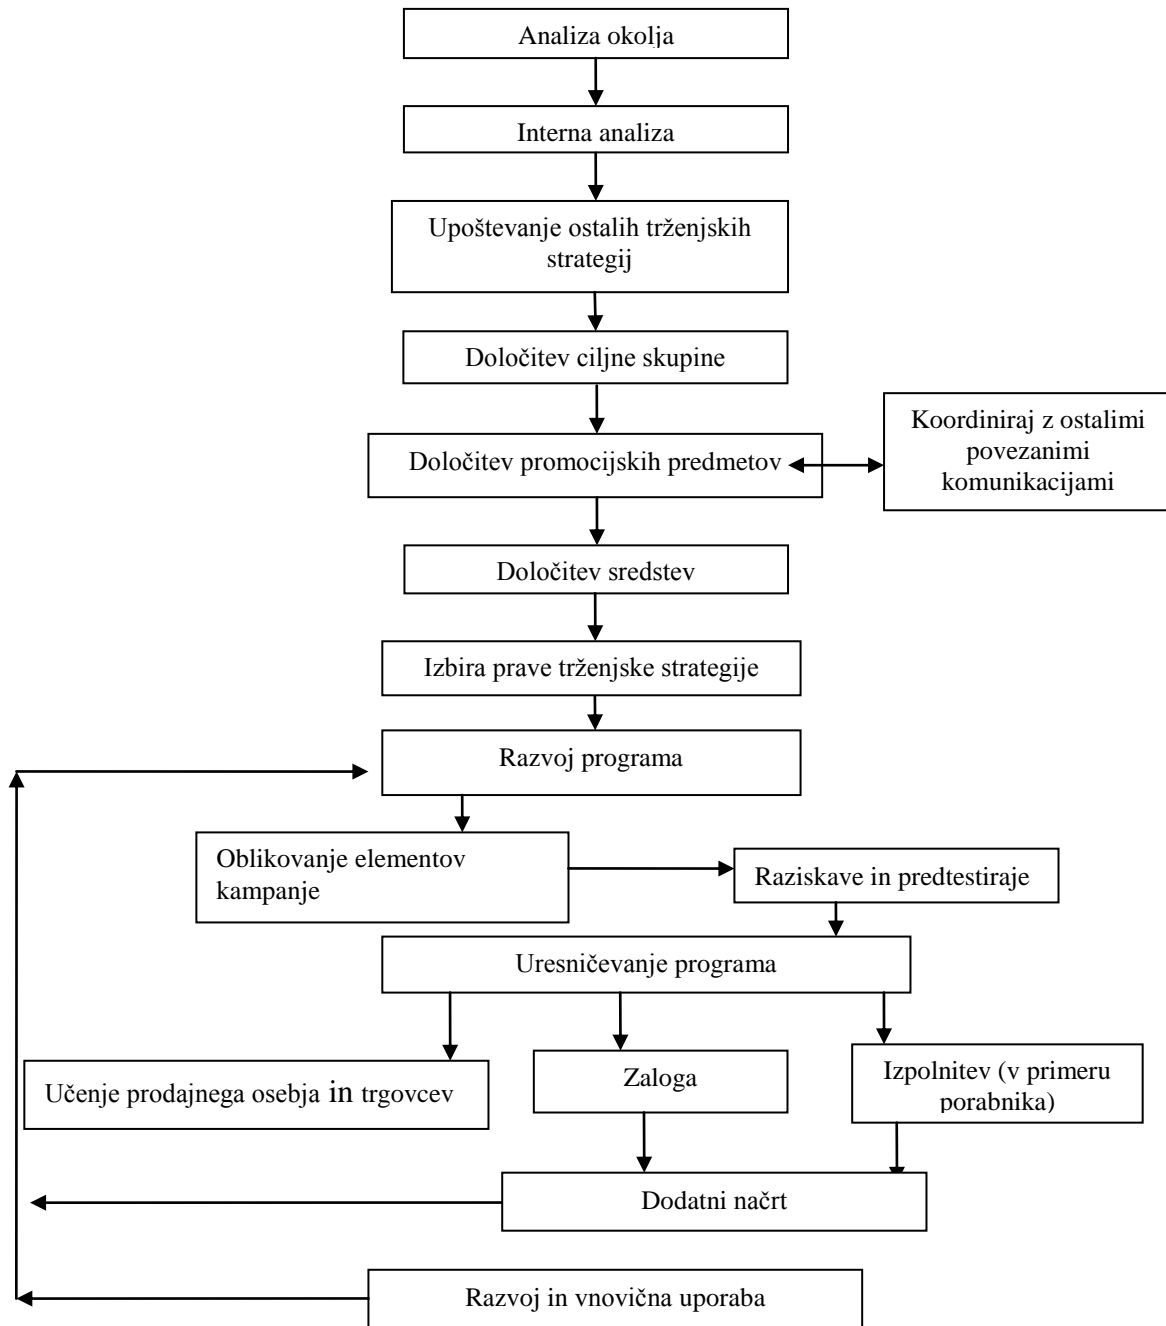 Analiza okolja
Interna analiza
Upoštevanje ostalih trženjskih
strategij
Določitev ciljne skupine
Koordiniraj z ostalimi
povezanimi
komunikacijami
Določitev promocijskih predmetov
Določitev sredstev
Izbira prave trženjske strategije
Razvoj programa
Oblikovanje elementov
kampanje
Raziskave in predtestiraje
Uresničevanje programa
Učenje prodajnega osebja in trgovcev
Zaloga
Izpolnitev (v primeru
porabnika)
Dodatni načrt
Razvoj in vnovična uporaba